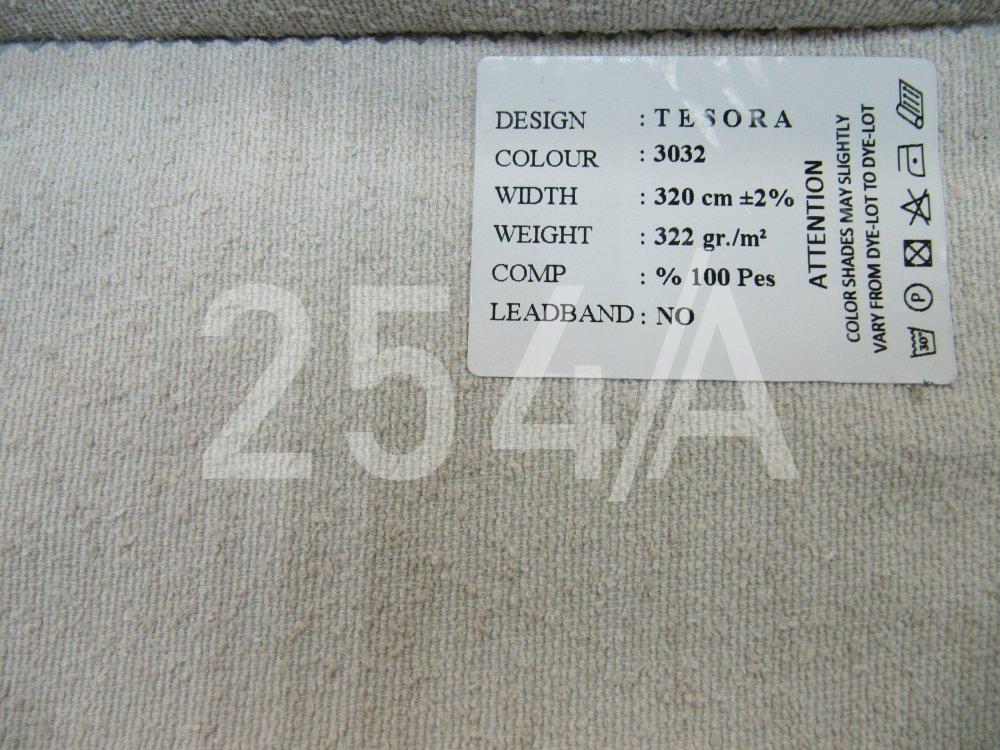 DESIGN : TESORA
COLOUR : 3032
WIDTH : 320 cm ±2%
WEIGHT : 322 gr./m²
COMP : % 100 Pes
LEADBAND : NO
ATTENTION
COLOR SHADES MAY SLIGHTLY
VARY FROM DYE-LOT TO DYE-LOT
P
30°
254/A